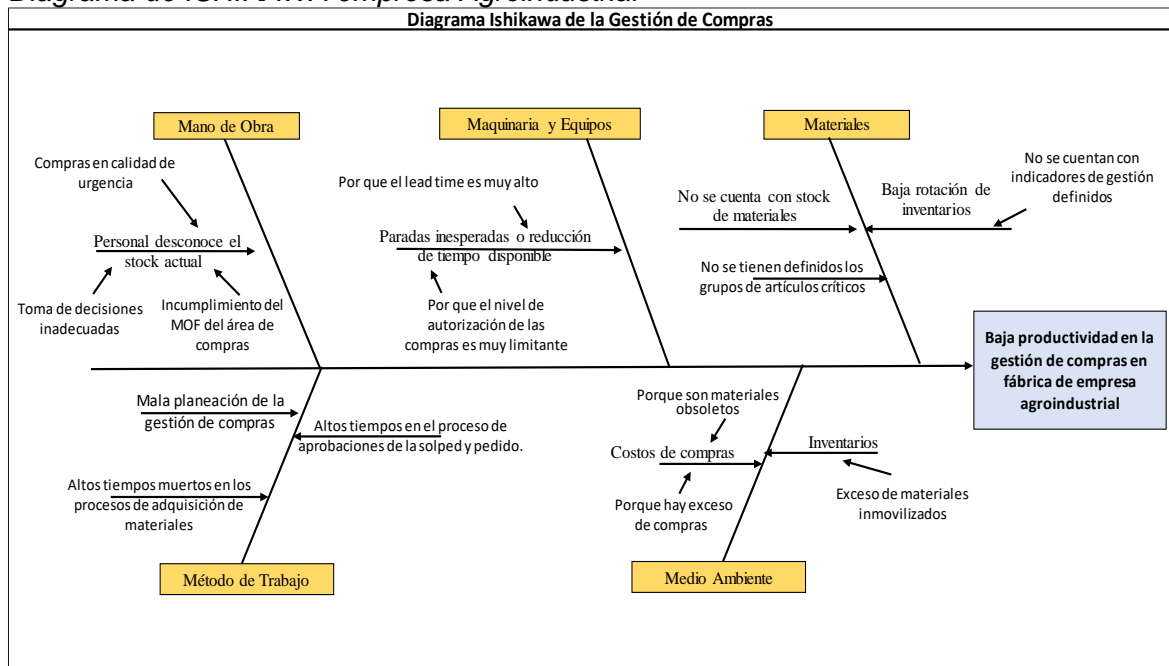 Diagrama Ishikawa de la Gestión de Compras
Mano de Obra
Maquinaria y Equipos
Materiales
Compras en calidad de
urgencia
Personal desconoce el
stock actual
Toma de decisiones
inadecuadas
Incumplimiento del
MOF del área de
compras
Por que el lead time es muy alto
Paradas inesperadas o reducción
de tiempo disponible
Por que el nivel de
autorización de las
compras es muy limitante
No se cuenta con stock
de materiales
Baja rotación de
inventarios
No se cuentan con
indicadores de gestión
definidos
No se tienen definidos los
grupos de artículos críticos
Baja productividad en la
gestión de compras en
fábrica de empresa
agroindustrial
Mala planeación de la
gestión de compras
Altos tiempos en el proceso de
aprobaciones de la solped y pedido.
Altos tiempos muertos en los
procesos de adquisición de
materiales
Porque son materiales
obsoletos
Costos de compras
Porque hay exceso
de compras
Inventarios
Exceso de materiales
inmovilizados
Método de Trabajo
Medio Ambiente